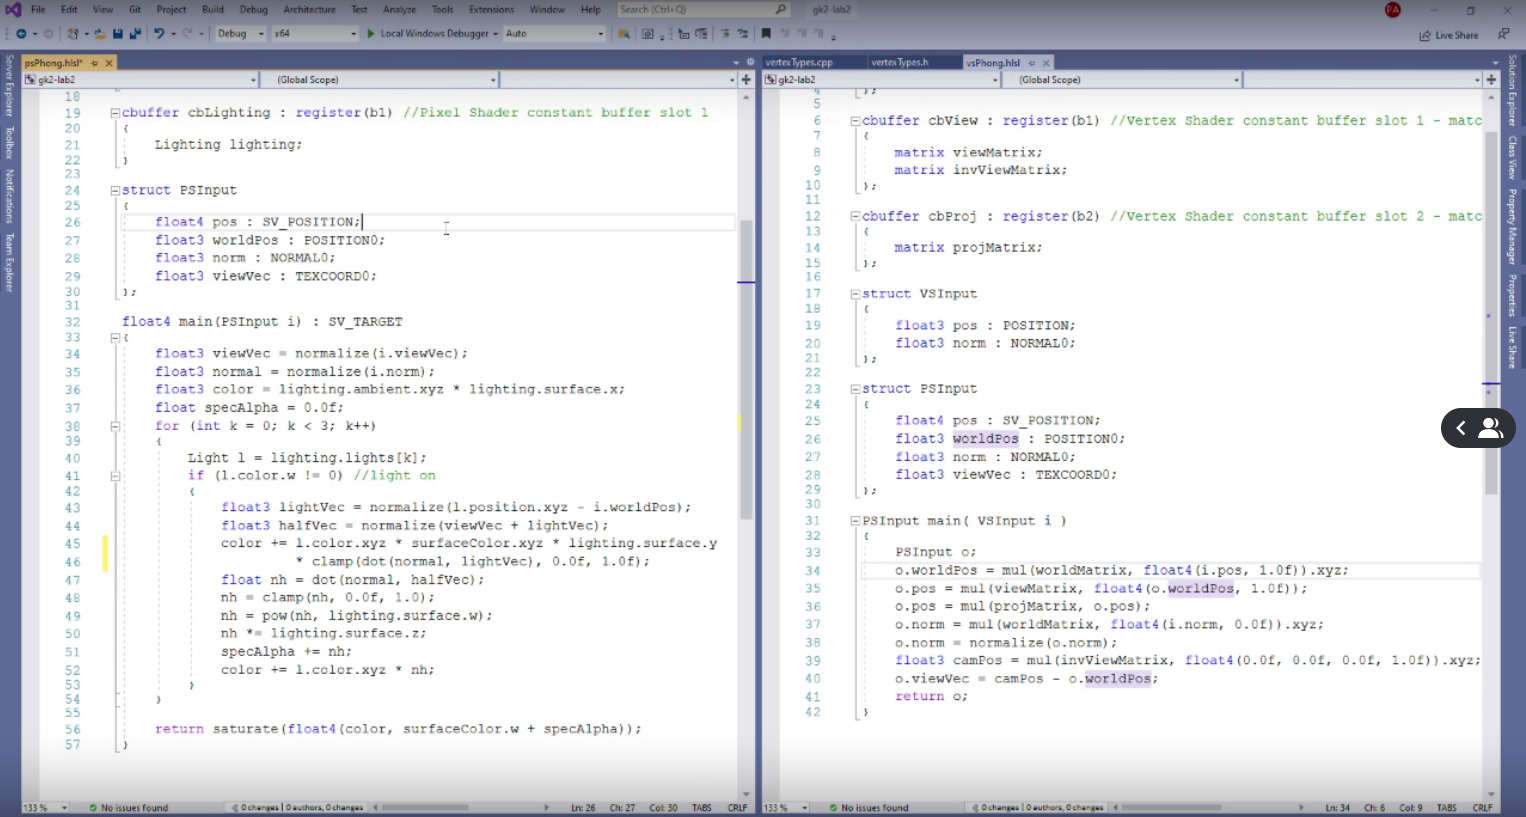 File Edit View Git Project Build Debug Architecture Test Analyze Tools Extensions Window Help Search (Ctrl+Q) gk2-lab2 PA
Debug x64 Local Windows Debugger Auto Live Share
Server Explorer
Toolbox
Notifications
Team Explorer
psPhong.hlsl*
gk2-lab2 (Global Scope)
18
19 cbuffer cbLighting : register(b1) //Pixel Shader constant buffer slot 1
20 {
21 Lighting lighting;
22 }
23
24 struct PSInput
25 {
26 float4 pos : SV_POSITION;
27 float3 worldPos : POSITION0;
28 float3 norm : NORMAL0;
29 float3 viewVec : TEXCOORD0;
30 };
31
32 float4 main(PSInput i) : SV_TARGET
33 {
34 float3 viewVec = normalize(i.viewVec);
35 float3 normal = normalize(i.norm);
36 float3 color = lighting.ambient.xyz * lighting.surface.x;
37 float specAlpha = 0.0f;
38 for (int k = 0; k < 3; k++)
39 {
40 Light l = lighting.lights[k];
41 if (l.color.w != 0) //light on
42 {
43 float3 lightVec = normalize(l.position.xyz - i.worldPos);
44 float3 halfVec = normalize(viewVec + lightVec);
45 color += l.color.xyz * surfaceColor.xyz * lighting.surface.y
46 * clamp(dot(normal, lightVec), 0.0f, 1.0f);
47 float nh = dot(normal, halfVec);
48 nh = clamp(nh, 0.0f, 1.0);
49 nh = pow(nh, lighting.surface.w);
50 nh *= lighting.surface.z;
51 specAlpha += nh;
52 color += l.color.xyz * nh;
53 }
54 }
55
56 return saturate(float4(color, surfaceColor.w + specAlpha));
57 }
133 % No issues found 0 changes | 0 authors, 0 changes Ln: 26 Ch: 27 Col: 30 TABS CRLF
vertexTypes.cpp vertexTypes.h vsPhong.hlsl
gk2-lab2 (Global Scope)
4 };
5
6 cbuffer cbView : register(b1) //Vertex Shader constant buffer slot 1 - matc
7 {
8 matrix viewMatrix;
9 matrix invViewMatrix;
10 };
11
12 cbuffer cbProj : register(b2) //Vertex Shader constant buffer slot 2 - matc
13 {
14 matrix projMatrix;
15 };
16
17 struct VSInput
18 {
19 float3 pos : POSITION;
20 float3 norm : NORMAL0;
21 };
22
23 struct PSInput
24 {
25 float4 pos : SV_POSITION;
26 float3 worldPos : POSITION0;
27 float3 norm : NORMAL0;
28 float3 viewVec : TEXCOORD0;
29 };
30
31 PSInput main( VSInput i )
32 {
33 PSInput o;
34 o.worldPos = mul(worldMatrix, float4(i.pos, 1.0f)).xyz;
35 o.pos = mul(viewMatrix, float4(o.worldPos, 1.0f));
36 o.pos = mul(projMatrix, o.pos);
37 o.norm = mul(worldMatrix, float4(i.norm, 0.0f)).xyz;
38 o.norm = normalize(o.norm);
39 float3 camPos = mul(invViewMatrix, float4(0.0f, 0.0f, 0.0f, 1.0f)).xyz;
40 o.viewVec = camPos - o.worldPos;
41 return o;
42 }
133 % No issues found 0 changes | 0 authors, 0 changes Ln: 34 Ch: 6 Col: 9 TABS CRLF
Solution Explorer
Class View
Property Manager
Properties
Live Share